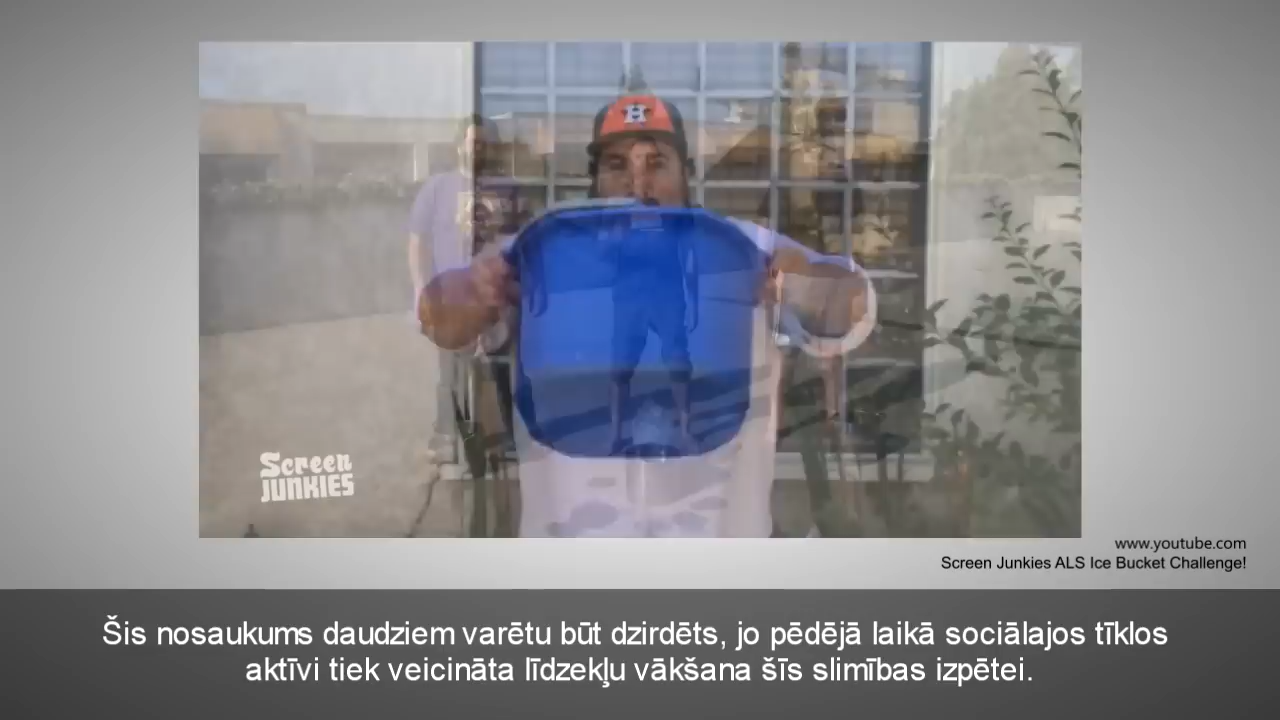 H
Screen
JUNKIES
www.youtube.com
Screen Junkies ALS Ice Bucket Challenge!
Šis nosaukums daudziem varētu būt dzirdēts, jo pēdējā laikā sociālajos tīklos
aktīvi tiek veicināta līdzekļu vākšana šīs slimības izpētei.